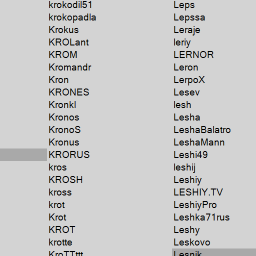 krokodil51 Leps
krokopadla Lepssa
Krokus Leraje
KROLant leriy
KROM LERNOR
Kromandr Leron
Kron LerpoX
KRONES Lesev
Kronkl lesh
Kronos Lesha
KronoS LeshaBalatro
Kronus LeshaMann
KRORUS Leshi49
kros leshij
KROSH Leshiy
kross LESHIY.TV
krot LeshiyPro
Krot Leshka71rus
KROT Leshy
krotte Leskovo
KroTTttt Lesnik